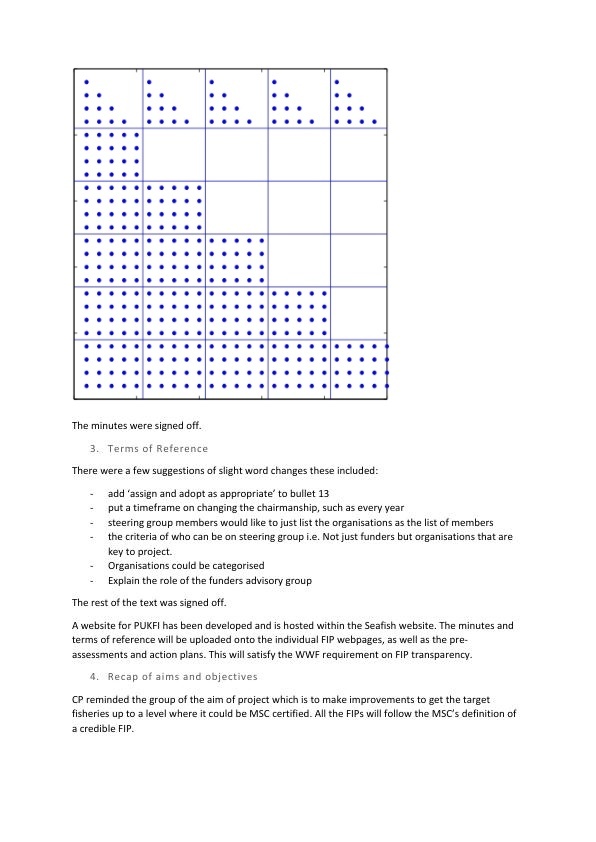 The minutes were signed off.
3. Terms of Reference
There were a few suggestions of slight word changes these included:
- add ‘assign and adopt as appropriate’ to bullet 13
- put a timeframe on changing the chairmanship, such as every year
- steering group members would like to just list the organisations as the list of members
- the criteria of who can be on steering group i.e. Not just funders but organisations that are
key to project.
- Organisations could be categorised
- Explain the role of the funders advisory group
The rest of the text was signed off.
A website for PUKFI has been developed and is hosted within the Seafish website. The minutes and
terms of reference will be uploaded onto the individual FIP webpages, as well as the pre-
assessments and action plans. This will satisfy the WWF requirement on FIP transparency.
4. Recap of aims and objectives
CP reminded the group of the aim of project which is to make improvements to get the target
fisheries up to a level where it could be MSC certified. All the FIPs will follow the MSC’s definition of
a credible FIP.